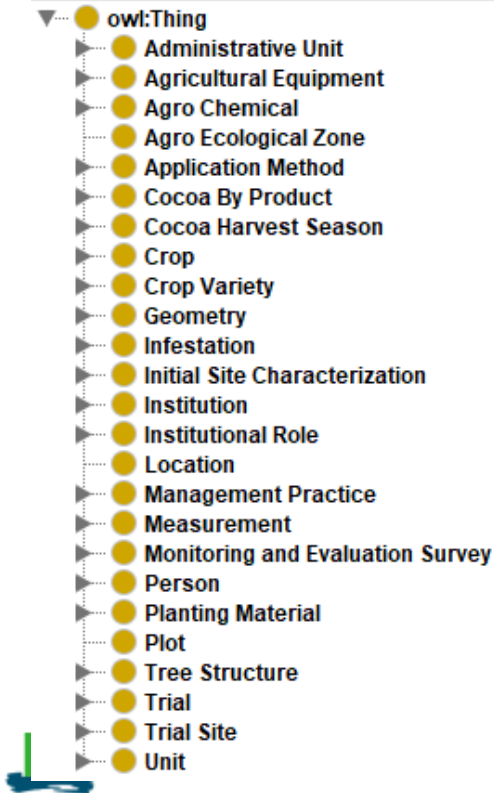 owl:Thing
Administrative Unit
Agricultural Equipment
Agro Chemical
Agro Ecological Zone
Application Method
Cocoa By Product
Cocoa Harvest Season
Crop
Crop Variety
Geometry
Infestation
Initial Site Characterization
Institution
Institutional Role
Location
Management Practice
Measurement
Monitoring and Evaluation Survey
Person
Planting Material
Plot
Tree Structure
Trial
Trial Site
Unit